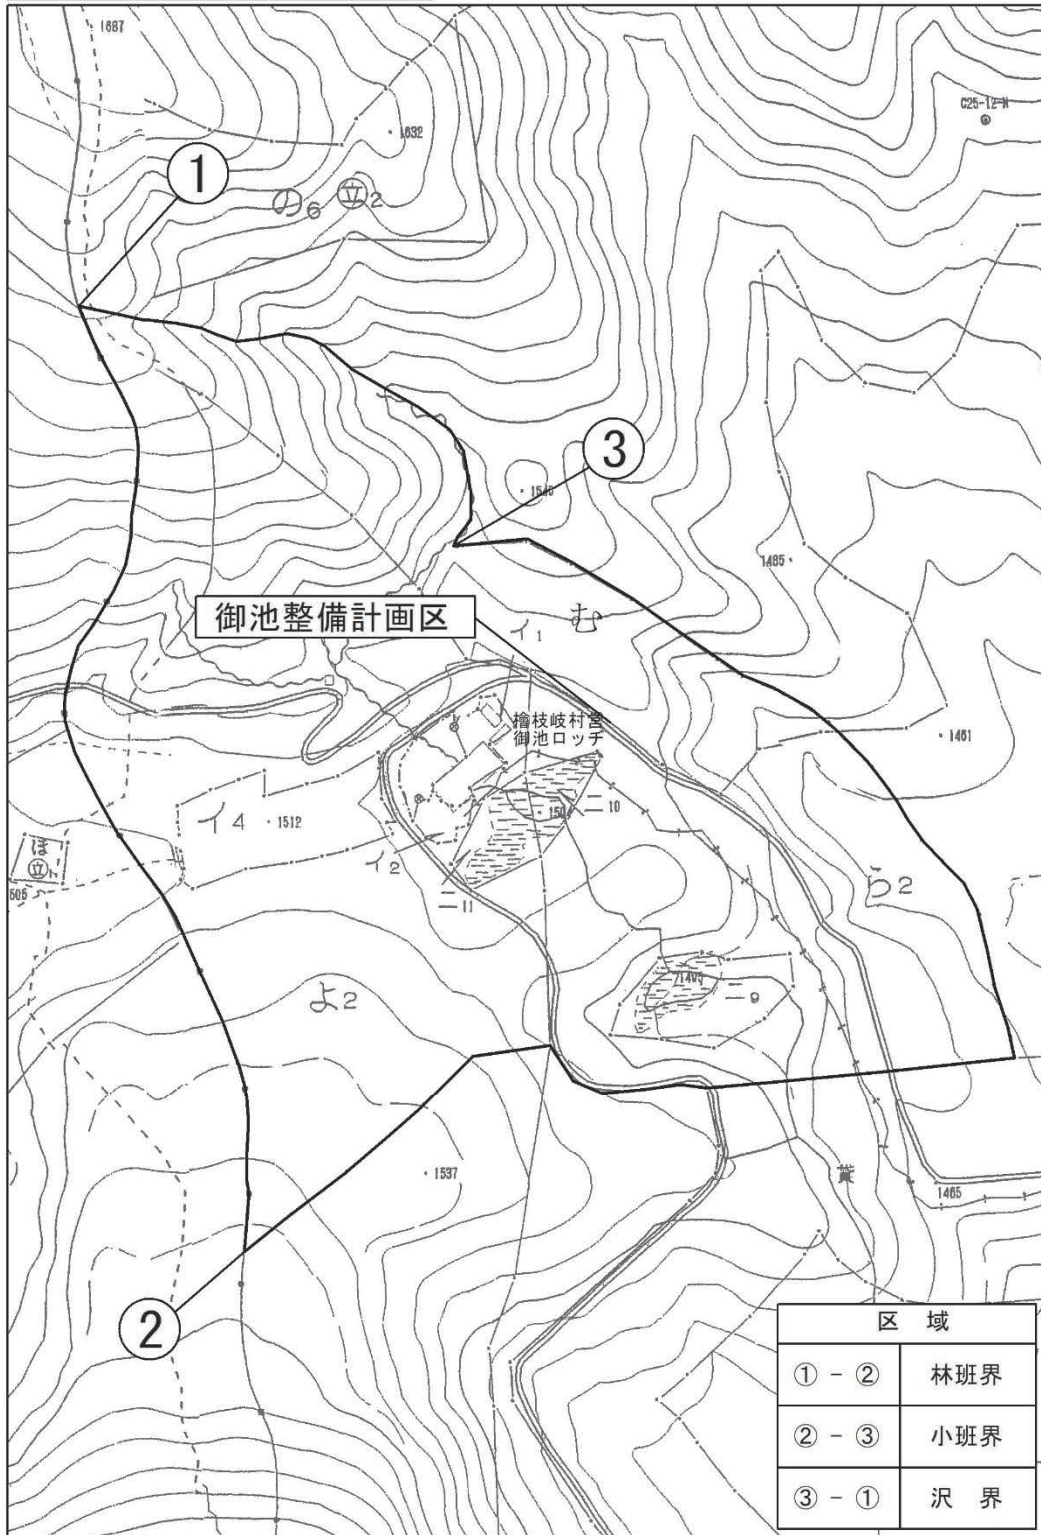 1687
1632
C25-12-N
①
の6
立2
③
1485
御池整備計画区
イ1
む
檜枝岐村営
御池ロッヂ
1461
イ4
1512
二10
ほ
立
イ2
ら2
二11
よ2
二9
1537
1465
②
区 域
① - ② 林班界
② - ③ 小班界
③ - ① 沢 界